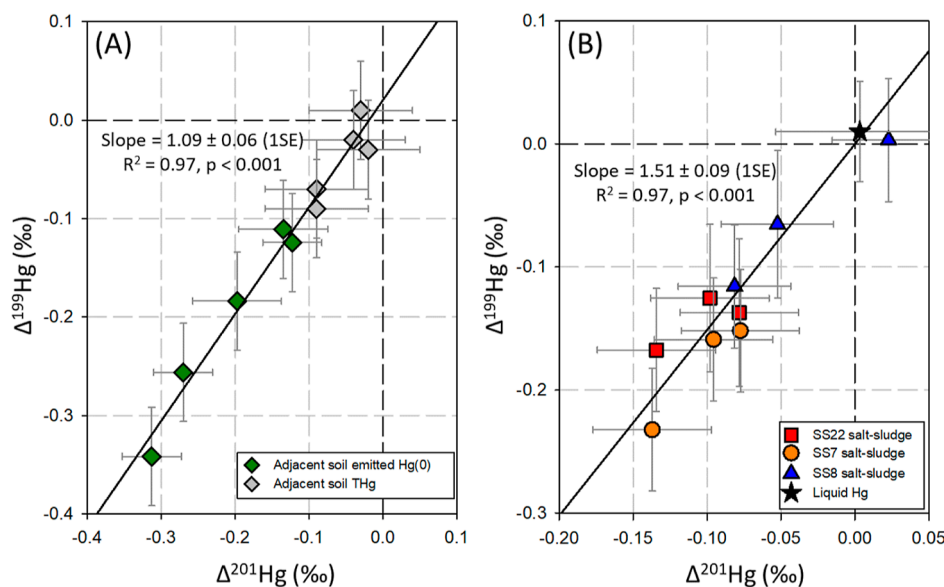 (A)
0.1
0.0
-0.1
-0.2
-0.3
-0.4
Δ¹⁹⁹Hg (‰)
Slope = 1.09 ± 0.06 (1SE)
R² = 0.97, p < 0.001
Adjacent soil emitted Hg(0)
Adjacent soil THg
-0.4 -0.3 -0.2 -0.1 0.0 0.1
Δ²⁰¹Hg (‰)
(B)
0.1
0.0
-0.1
-0.2
-0.3
Δ¹⁹⁹Hg (‰)
Slope = 1.51 ± 0.09 (1SE)
R² = 0.97, p < 0.001
SS22 salt-sludge
SS7 salt-sludge
SS8 salt-sludge
Liquid Hg
-0.20 -0.15 -0.10 -0.05 0.00 0.05
Δ²⁰¹Hg (‰)